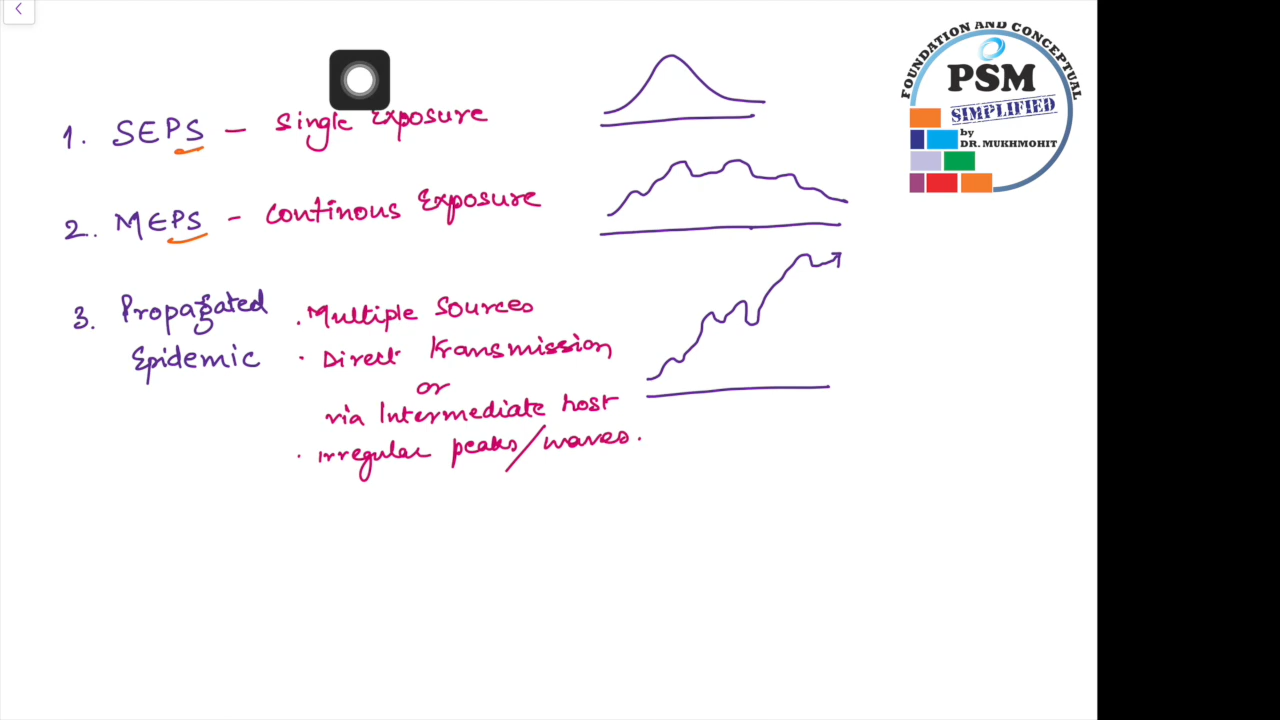 FOUNDATION AND CONCEPTUAL
PSM
SIMPLIFIED
by
DR. MUKHMOHIT
1. SEPS - Single Exposure
2. MEPS - Continous Exposure
3. Propagated Epidemic
. Multiple Sources
. Direct transmission
or
via Intermediate host
. irregular peaks/waves.